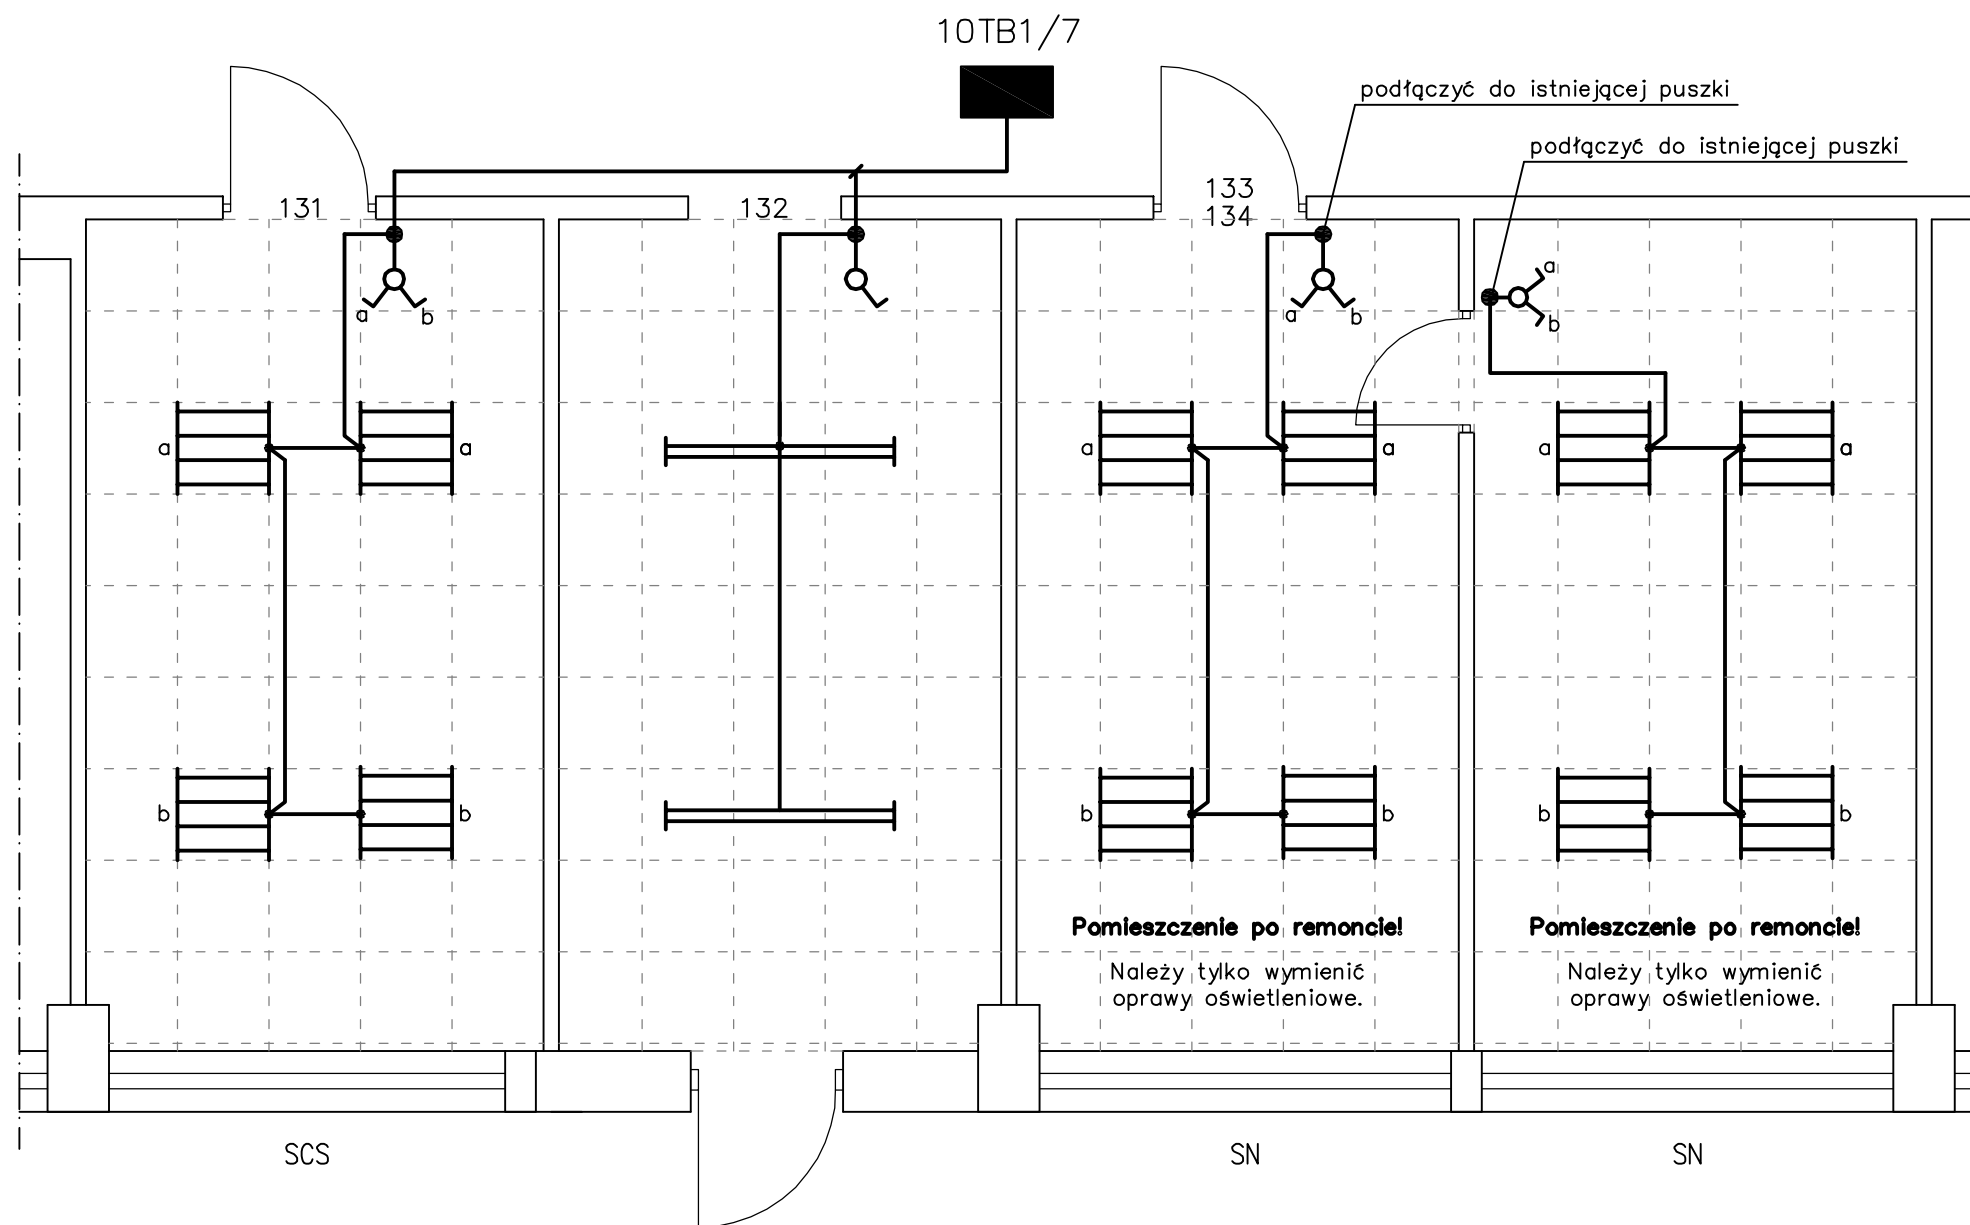 10TB1/7
podłączyć do istniejącej puszki
podłączyć do istniejącej puszki
131
132
133
134
a
b
a
b
a
b
a
a
a
a
a
a
b
b
b
b
b
b
Pomieszczenie po remoncie!
Należy tylko wymienić
oprawy oświetleniowe.
Pomieszczenie po remoncie!
Należy tylko wymienić
oprawy oświetleniowe.
SCS
SN
SN